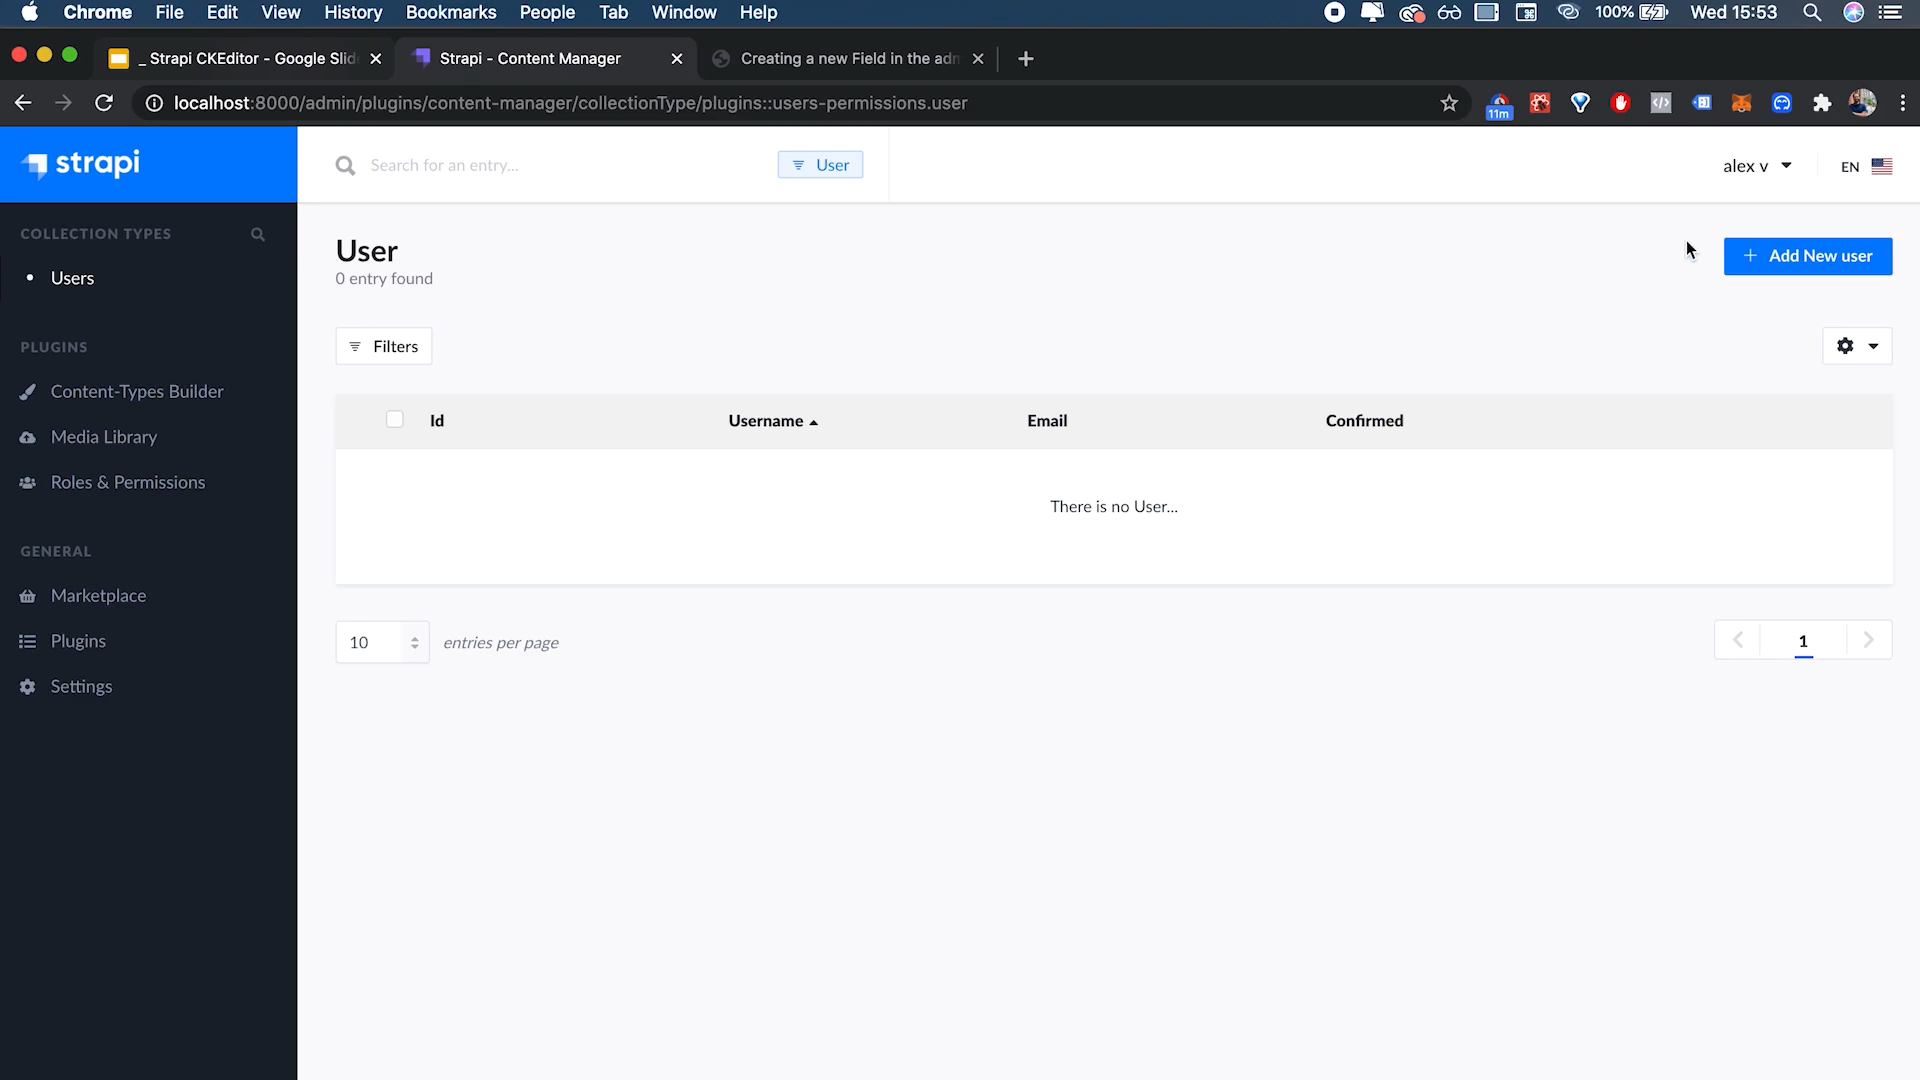 Chrome File Edit View History Bookmarks People Tab Window Help 100% Wed 15:53
_ Strapi CKEditor - Google Slid
Strapi - Content Manager
Creating a new Field in the adm
localhost:8000/admin/plugins/content-manager/collectionType/plugins::users-permissions.user
11m
strapi
Search for an entry...
User
alex v
EN
COLLECTION TYPES
Users
PLUGINS
Content-Types Builder
Media Library
Roles & Permissions
GENERAL
Marketplace
Plugins
Settings
User
0 entry found
+ Add New user
Filters
Id Username Email Confirmed
There is no User...
10 entries per page
1